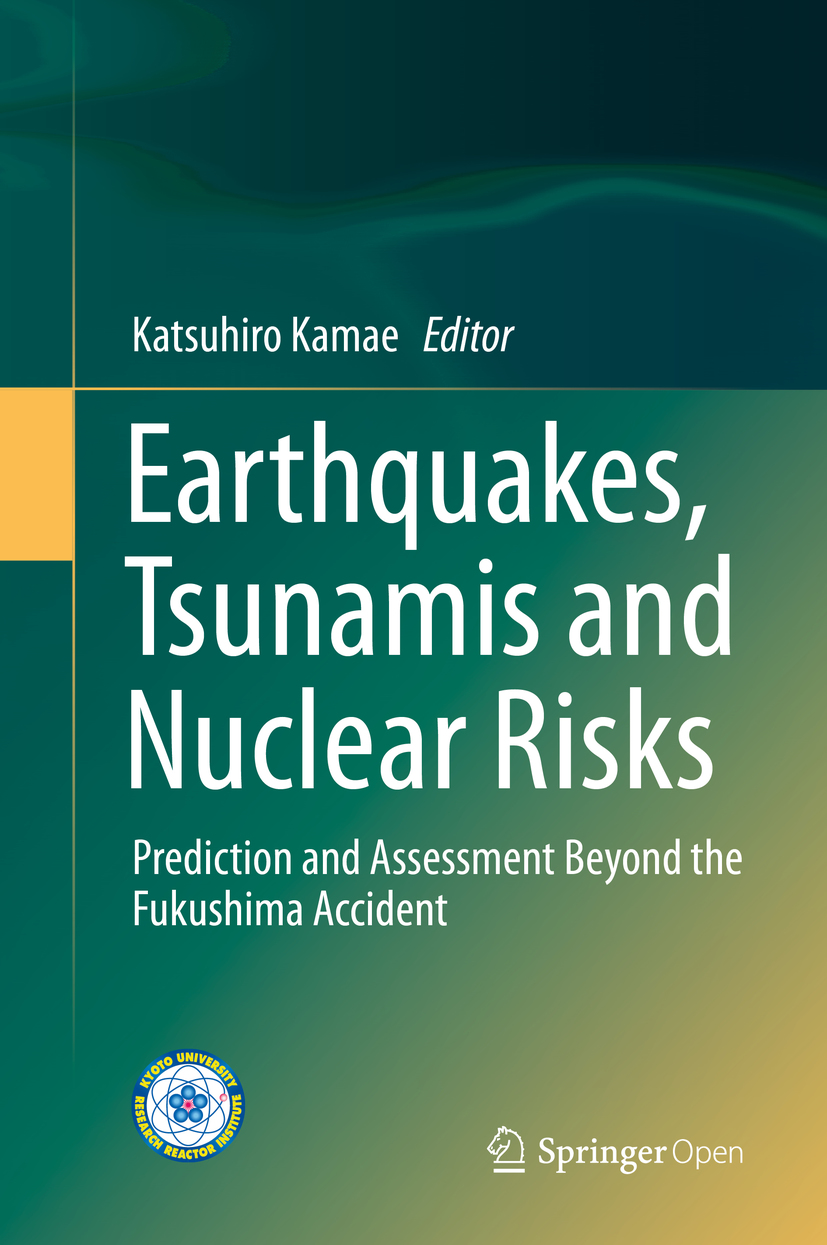 Katsuhiro Kamae Editor
Earthquakes,
Tsunamis and
Nuclear Risks
Prediction and Assessment Beyond the
Fukushima Accident
KYOTO UNIVERSITY
RESEARCH REACTOR INSTITUTE
Springer Open